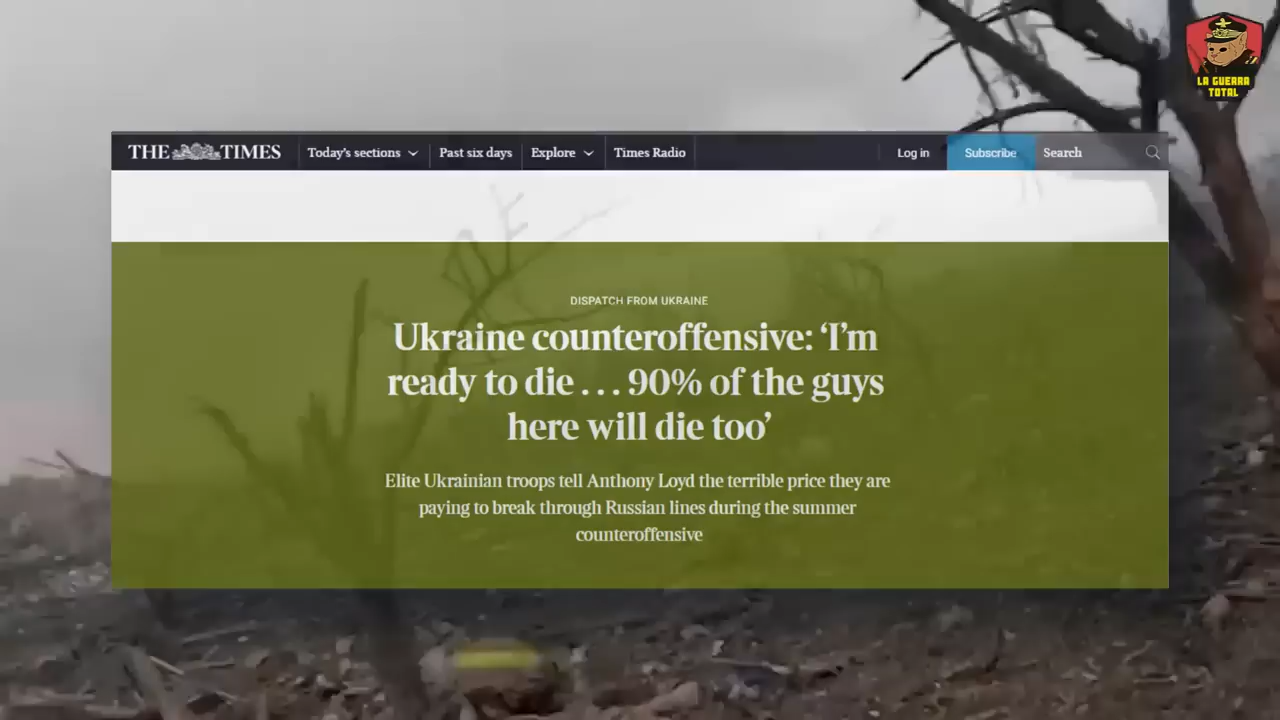 LA GUERRA
TOTAL
THE TIMES Today's sections Past six days Explore Times Radio Log in Subscribe Search
DISPATCH FROM UKRAINE
Ukraine counteroffensive: ‘I’m
ready to die . . . 90% of the guys
here will die too’
Elite Ukrainian troops tell Anthony Loyd the terrible price they are
paying to break through Russian lines during the summer
counteroffensive